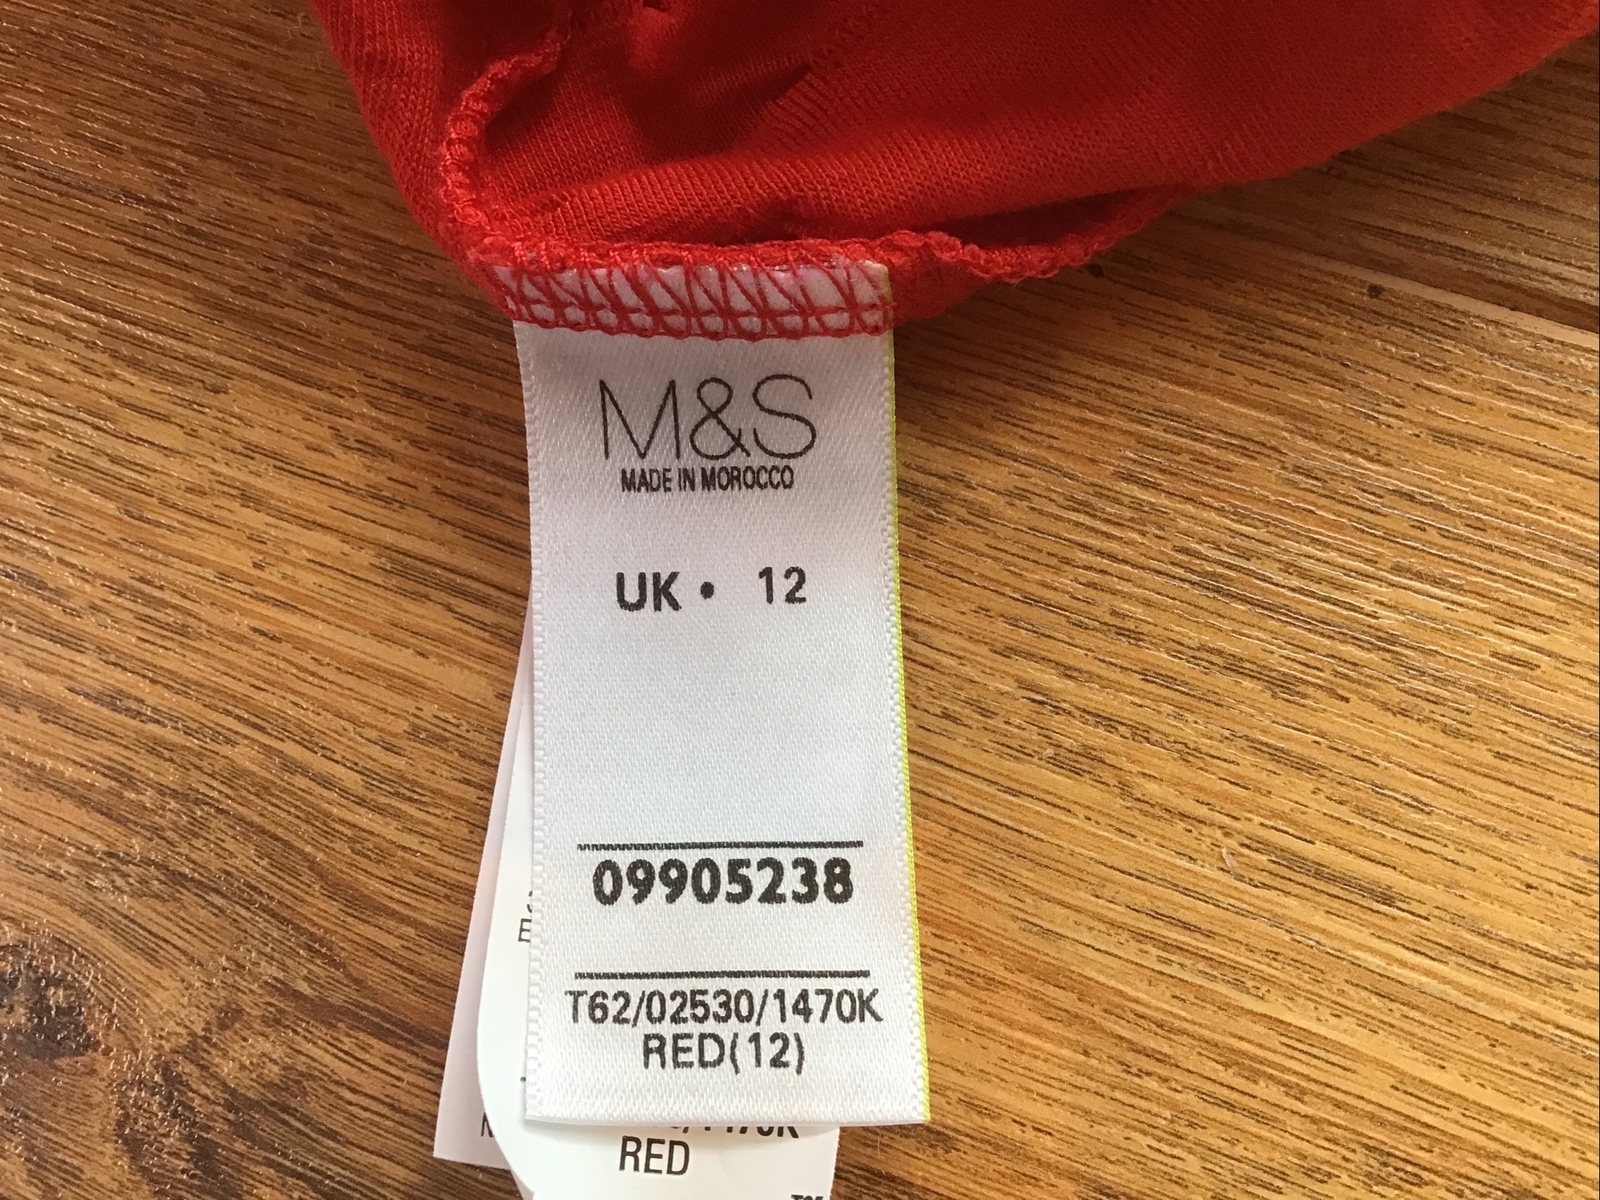 M&S
MADE IN MOROCCO
UK • 12
09905238
T62/02530/1470K
RED(12)
RED